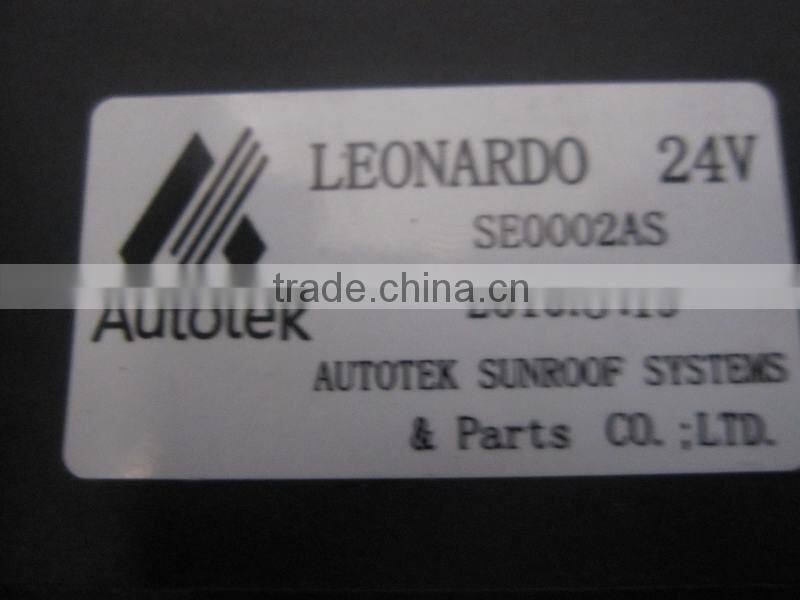 LEONARDO 24V
SE0002AS
trade.china.cn
Autotek
AUTOTEK SUNROOF SYSTEMS
& Parts CO.;LTD.